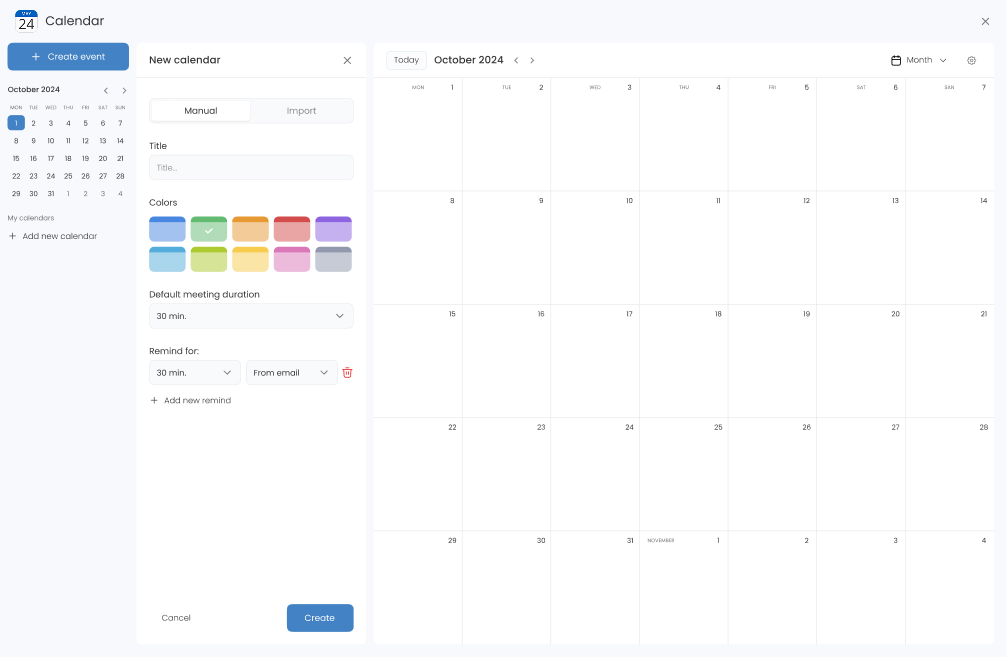 MAY
24
Calendar
Create event
October 2024
MON TUE WED THU FRI SAT SUN
1 2 3 4 5 6 7
8 9 10 11 12 13 14
15 16 17 18 19 20 21
22 23 24 25 26 27 28
29 30 31 1 2 3 4
My calendars
Add new calendar
New calendar
Manual Import
Title
Title...
Colors
Default meeting duration
30 min.
Remind for:
30 min. From email
Add new remind
Cancel Create
Today October 2024 Month
MON 1 TUE 2 WED 3 THU 4 FRI 5 SAT 6 SAN 7
8 9 10 11 12 13 14
15 16 17 18 19 20 21
22 23 24 25 26 27 28
29 30 31 NOVEMBER 1 2 3 4